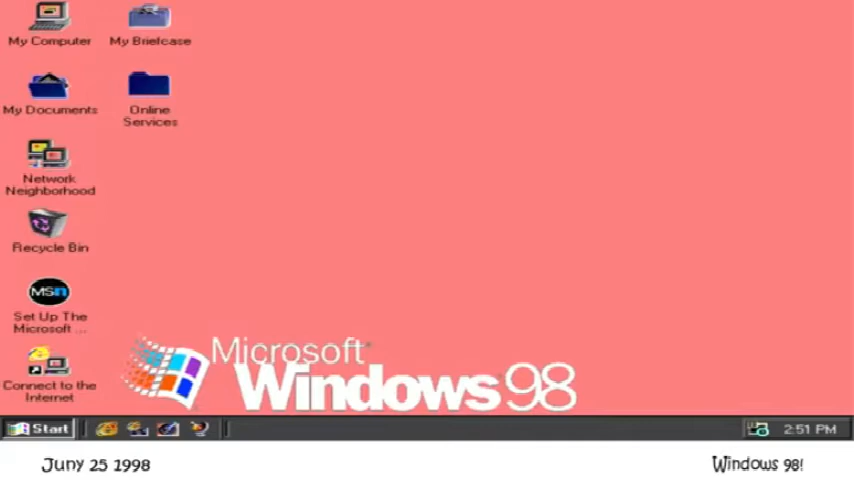 My Computer
My Briefcase
My Documents
Online
Services
Network
Neighborhood
Recycle Bin
msn
Set Up The
Microsoft ...
Connect to the
Internet
Microsoft
Windows 98
Start
2:51 PM
Juny 25 1998
Windows 98!